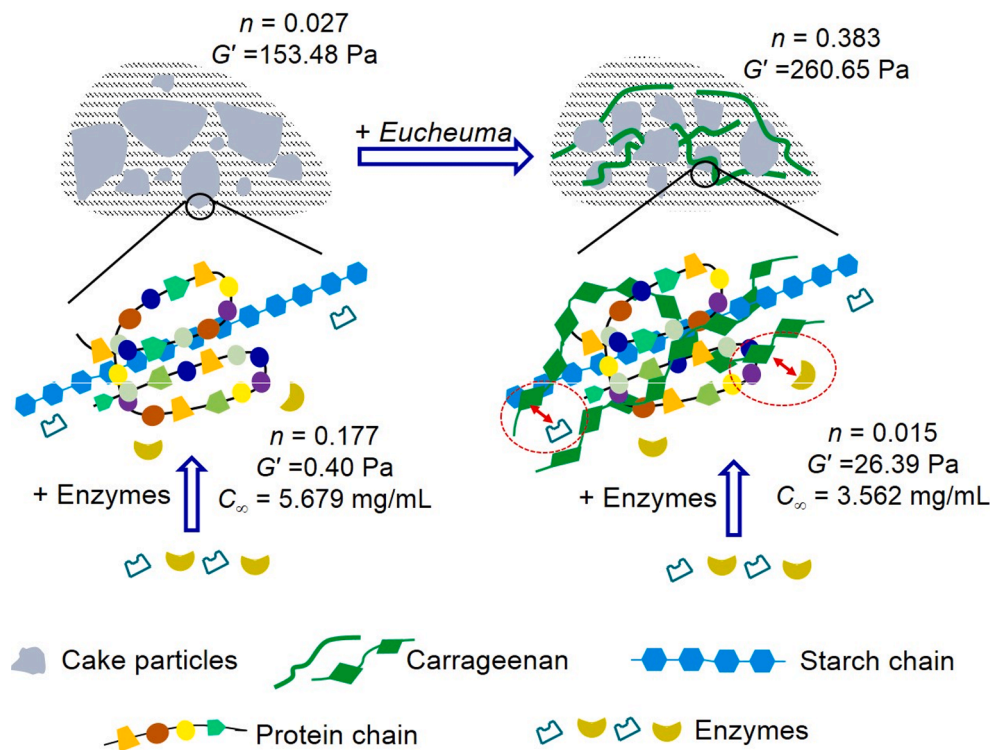 n = 0.027
G′ =153.48 Pa
n = 0.383
G′ =260.65 Pa
+ Eucheuma
n = 0.177
G′ =0.40 Pa
C∞ = 5.679 mg/mL
+ Enzymes
n = 0.015
G′ =26.39 Pa
C∞ = 3.562 mg/mL
+ Enzymes
Cake particles
Carrageenan
Starch chain
Protein chain
Enzymes